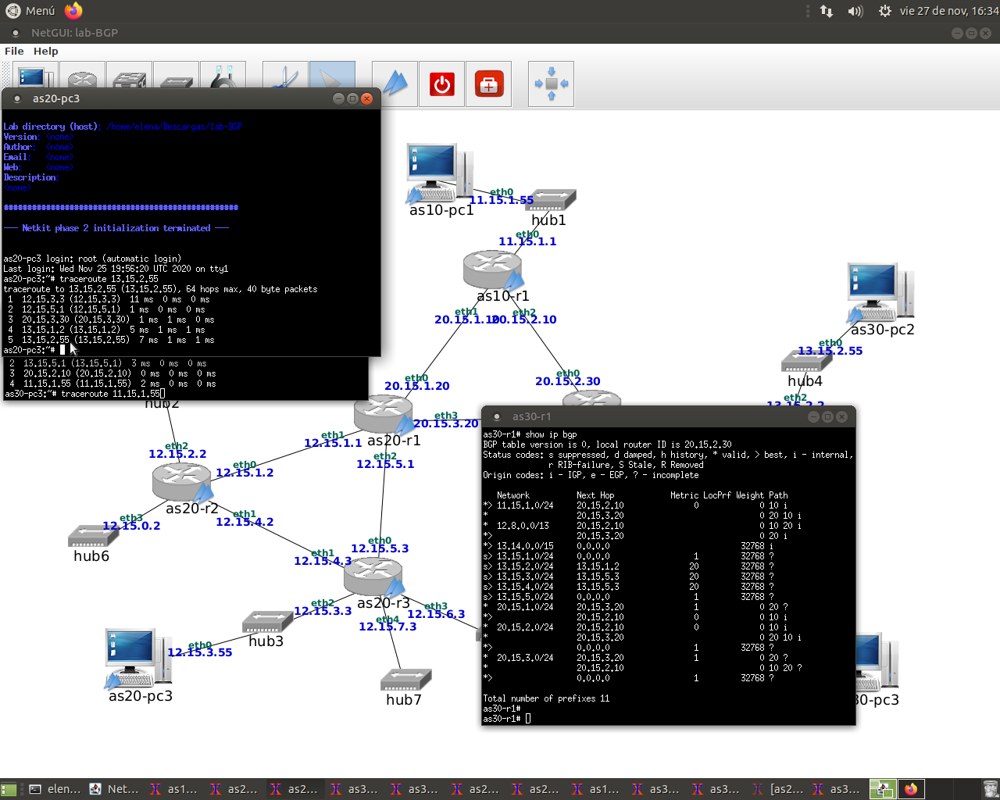 Menú
vie 27 de nov, 16:34
NetGUI: lab-BGP
File Help
as20-pc3
Lab directory (host): /home/elena/Descargas/lab-BGP
Version: <none>
Author: <none>
Email: <none>
Web: <none>
Description:
<none>
--- Netkit phase 2 initialization terminated ---
as20-pc3 login: root (automatic login)
Last login: Wed Nov 25 19:56:20 UTC 2020 on tty1
as20-pc3:~# traceroute 13.15.2.55
traceroute to 13.15.2.55 (13.15.2.55), 64 hops max, 40 byte packets
1 12.15.3.3 (12.15.3.3) 11 ms 0 ms 0 ms
2 12.15.5.1 (12.15.5.1) 1 ms 0 ms 0 ms
3 20.15.3.30 (20.15.3.30) 1 ms 1 ms 0 ms
4 13.15.1.2 (13.15.1.2) 5 ms 1 ms 1 ms
5 13.15.2.55 (13.15.2.55) 7 ms 1 ms 1 ms
as20-pc3:~#
2 13.15.5.1 (13.15.5.1) 3 ms 0 ms 0 ms
3 20.15.2.10 (20.15.2.10) 0 ms 0 ms 0 ms
4 11.15.1.55 (11.15.1.55) 2 ms 0 ms 0 ms
as30-pc3:~# traceroute 11.15.1.55
eth0
11.15.1.55
as10-pc1
hub1
eth0
11.15.1.1
as10-r1
eth1
20.15.1.10
eth2
20.15.2.10
as30-pc2
eth0
13.15.2.55
hub4
eth2
13.15.2.2
eth0
20.15.2.30
eth0
20.15.1.20
hub2
eth3
20.15.3.20
as20-r1
eth1
12.15.1.1
eth2
12.15.5.1
eth2
12.15.2.2
eth0
12.15.1.2
as20-r2
eth1
12.15.4.2
eth3
12.15.0.2
hub6
eth0
12.15.5.3
eth1
12.15.4.3
as20-r3
eth2
12.15.3.3
eth3
12.15.6.3
eth4
12.15.7.3
hub3
eth0
12.15.3.55
as20-pc3
hub7
30-pc3
as30-r1
as30-r1# show ip bgp
BGP table version is 0, local router ID is 20.15.2.30
Status codes: s suppressed, d damped, h history, * valid, > best, i - internal,
r RIB-failure, S Stale, R Removed
Origin codes: i - IGP, e - EGP, ? - incomplete
Network Next Hop Metric LocPrf Weight Path
*> 11.15.1.0/24 20.15.2.10 0 0 10 i
* 20.15.3.20 0 20 10 i
* 12.8.0.0/13 20.15.2.10 0 10 20 i
*> 20.15.3.20 0 20 i
*> 13.14.0.0/15 0.0.0.0 32768 i
s> 13.15.1.0/24 0.0.0.0 1 32768 ?
s> 13.15.2.0/24 13.15.1.2 20 32768 ?
s> 13.15.3.0/24 13.15.5.3 20 32768 ?
s> 13.15.4.0/24 13.15.5.3 20 32768 ?
s> 13.15.5.0/24 0.0.0.0 1 32768 ?
* 20.15.1.0/24 20.15.3.20 1 0 20 ?
*> 20.15.2.10 0 0 10 i
* 20.15.2.0/24 20.15.2.10 0 0 10 i
* 20.15.3.20 0 20 10 i
*> 0.0.0.0 1 32768 ?
* 20.15.3.0/24 20.15.3.20 1 0 20 ?
* 20.15.2.10 0 10 20 ?
*> 0.0.0.0 1 32768 ?
Total number of prefixes 11
as30-r1#
as30-r1#
elen...
Net...
as1...
as2...
as2...
as3...
as3...
as2...
as2...
as1...
as3...
as3...
[as2...
as3...